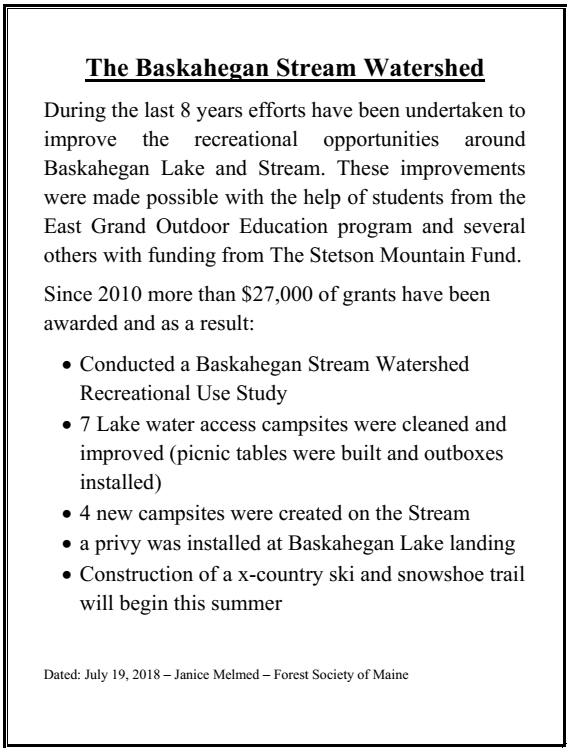 The Baskahegan Stream Watershed
During the last 8 years efforts have been undertaken to
improve the recreational opportunities around
Baskahegan Lake and Stream. These improvements
were made possible with the help of students from the
East Grand Outdoor Education program and several
others with funding from The Stetson Mountain Fund.
Since 2010 more than $27,000 of grants have been
awarded and as a result:
• Conducted a Baskahegan Stream Watershed
Recreational Use Study
• 7 Lake water access campsites were cleaned and
improved (picnic tables were built and outboxes
installed)
• 4 new campsites were created on the Stream
• a privy was installed at Baskahegan Lake landing
• Construction of a x-country ski and snowshoe trail
will begin this summer
Dated: July 19, 2018 – Janice Melmed – Forest Society of Maine